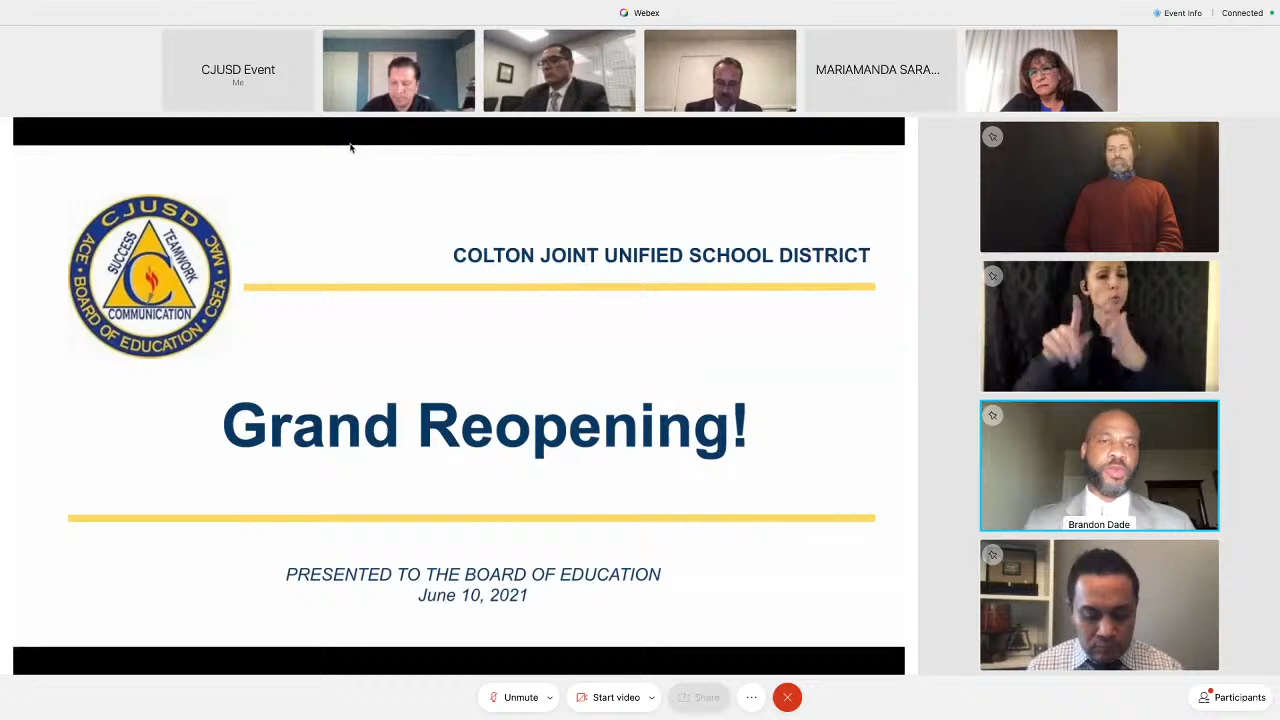 Webex
Event Info
Connected
CJUSD Event
Me
MARIAMANDA SARA...
CJUSD
ACE • BOARD OF EDUCATION • CSEA • MAC
SUCCESS
TEAMWORK
C
COMMUNICATION
COLTON JOINT UNIFIED SCHOOL DISTRICT
Grand Reopening!
PRESENTED TO THE BOARD OF EDUCATION
June 10, 2021
Brandon Dade
Unmute
Start video
Share
Participants